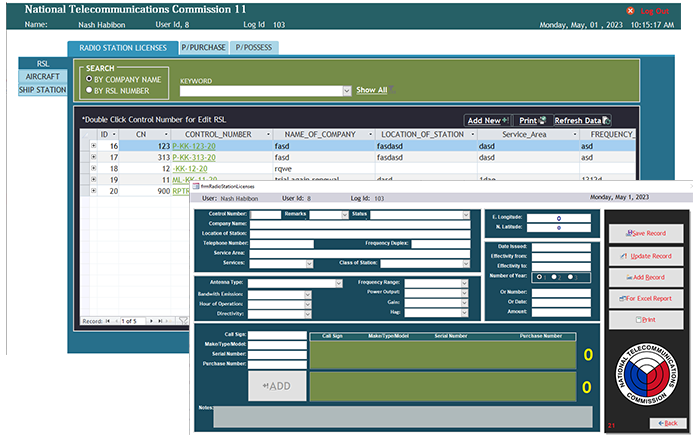 National Telecommunications Commission 11
Log Out
Name: Nash Habibon User Id, 8 Log Id 103 Monday, May, 01 , 2023 10:15:17 AM
RADIO STATION LICENSES P/PURCHASE P/POSSESS
RSL
AIRCRAFT
SHIP STATION
SEARCH
BY COMPANY NAME
BY RSL NUMBER
KEYWORD
Show All
*Double Click Control Number for Edit RSL
Add New Print Refresh Data
ID CN CONTROL_NUMBER NAME_OF_COMPANY LOCATION_OF_STATION Service_Area FREQUENCY_
16 123 P-KK-123-20 fasd fasdasd dasd asd
17 313 P-KK-313-20 fasd fasdasd dasd asd
18 12 -KK-12-20 rqwe
19 11 ML-KK-11-20 trial again renewal dasd 1dag 1313d
20 900 RPTR
Record: 1 of 5
frmRadioStationLicenses
User: Nash Habibon User Id: 8 Log Id: 103 Monday, May 1, 2023
Control Number: Remarks Status
Company Name:
Location of Station:
Telephone Number: Frequency Duplex:
Service Area:
Services: Class of Station:
E. Longitude: 0
N. Latitude: 0
Date Issued:
Effectivity from:
Effectivity to:
Number of Year: 1 2 3
Or Number:
Or Date:
Amount:
Antenna Type:
Bandwith Emission:
Hour of Operation:
Directivity:
Frequency Range:
Power Output:
Gain:
Hag:
Call Sign:
Make/Type/Model:
Serial Number:
Purchase Number:
ADD
Call Sign Make/Type/Model Serial Number Purchase Number
0
0
Notes:
Save Record
Update Record
Add Record
For Excel Report
Print
NATIONAL TELECOMMUNICATIONS COMMISSION
21
Back